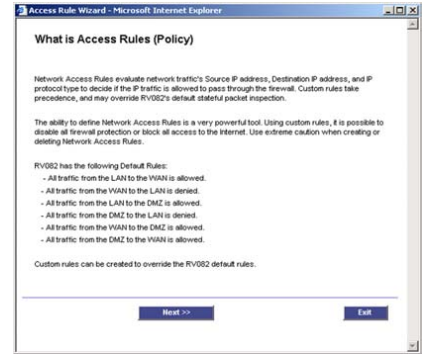 Access Rule Wizard - Microsoft Internet Explorer
What is Access Rules (Policy)
Network Access Rules evaluate network traffic's Source IP address, Destination IP address, and IP
protocol type to decide if the IP traffic is allowed to pass through the firewall. Custom rules take
precedence, and may override RV082's default stateful packet inspection.
The ability to define Network Access Rules is a very powerful tool. Using custom rules, it is possible to
disable all firewall protection or block all access to the Internet. Use extreme caution when creating or
deleting Network Access Rules.
RV082 has the following Default Rules:
- All traffic from the LAN to the WAN is allowed.
- All traffic from the WAN to the LAN is denied.
- All traffic from the LAN to the DMZ is allowed.
- All traffic from the DMZ to the LAN is denied.
- All traffic from the WAN to the DMZ is allowed.
- All traffic from the DMZ to the WAN is allowed.
Custom rules can be created to override the RV082 default rules.
Next >>
Exit